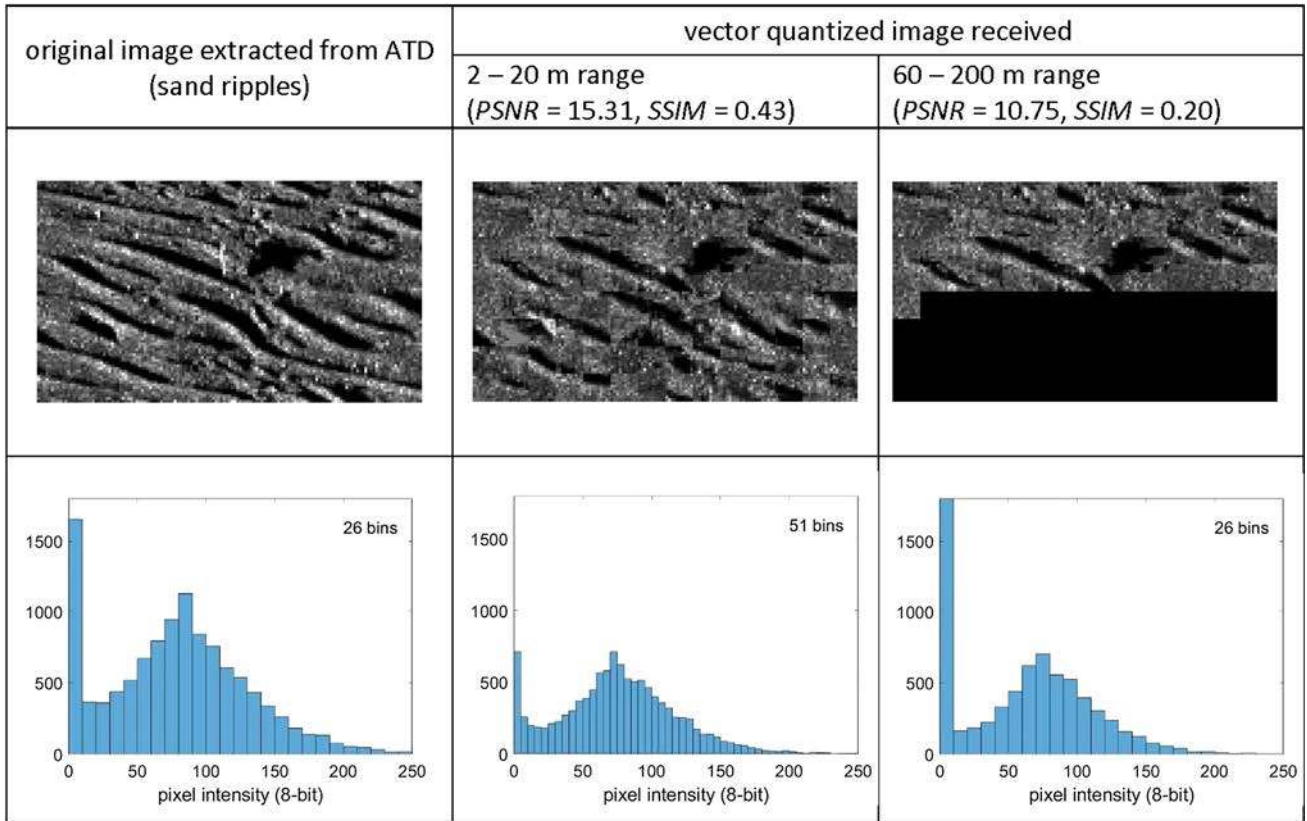 original image extracted from ATD
(sand ripples)
vector quantized image received
2 – 20 m range
(PSNR = 15.31, SSIM = 0.43)
60 – 200 m range
(PSNR = 10.75, SSIM = 0.20)
26 bins
1500
1000
500
0
0 50 100 150 200 250
pixel intensity (8-bit)
51 bins
1500
1000
500
0
0 50 100 150 200 250
pixel intensity (8-bit)
26 bins
1500
1000
500
0
0 50 100 150 200 250
pixel intensity (8-bit)